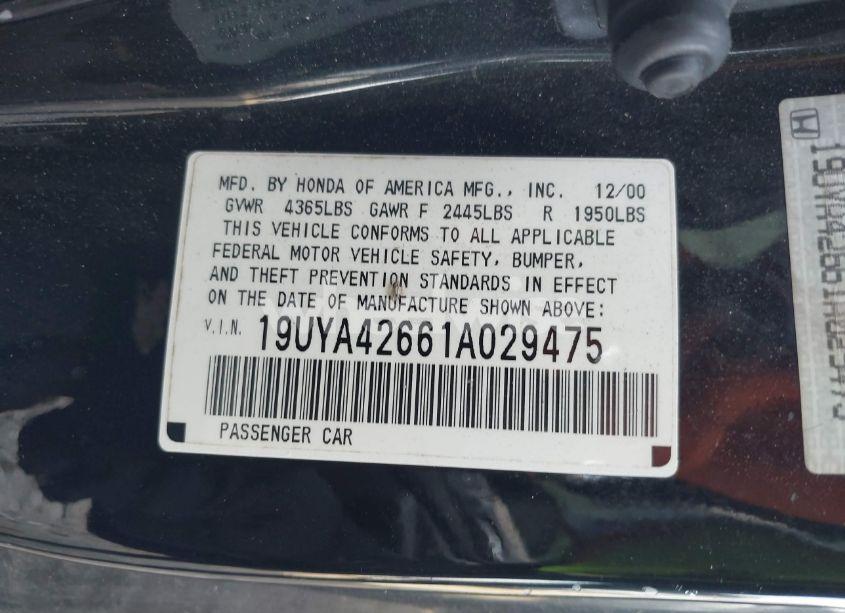 MFD. BY HONDA OF AMERICA MFG., INC. 12/00
GVWR 4365LBS GAWR F 2445LBS R 1950LBS
THIS VEHICLE CONFORMS TO ALL APPLICABLE
FEDERAL MOTOR VEHICLE SAFETY, BUMPER,
AND THEFT PREVENTION STANDARDS IN EFFECT
ON THE DATE OF MANUFACTURE SHOWN ABOVE:
V.I.N. 19UYA42661A029475
PASSENGER CAR
19UYA42661A029475